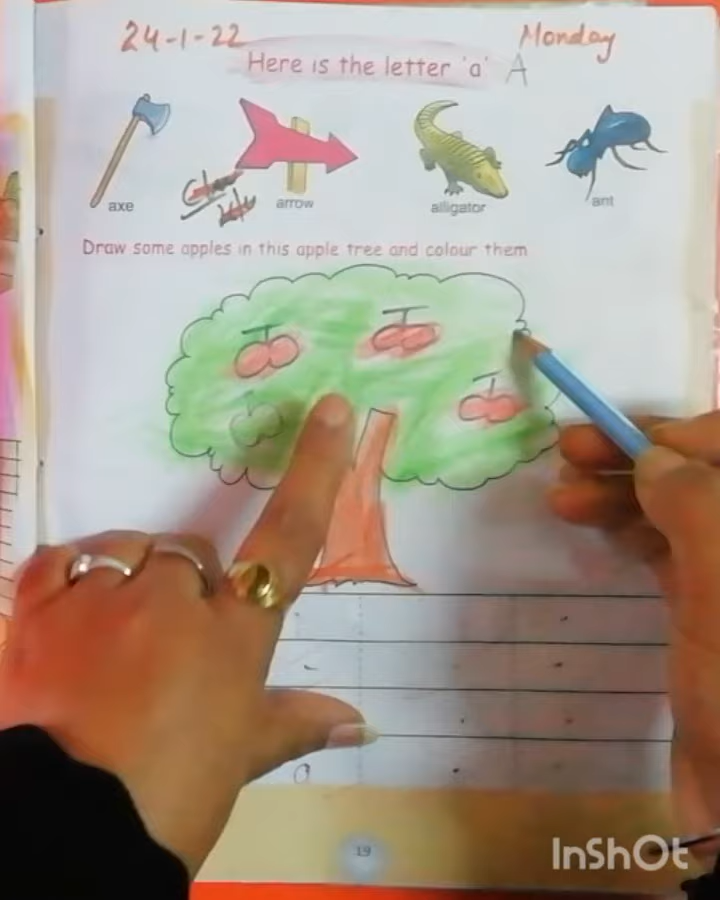 24-1-22 Monday
Here is the letter 'a' A
axe arrow alligator ant
Draw some apples in this apple tree and colour them
a
19
InShOt